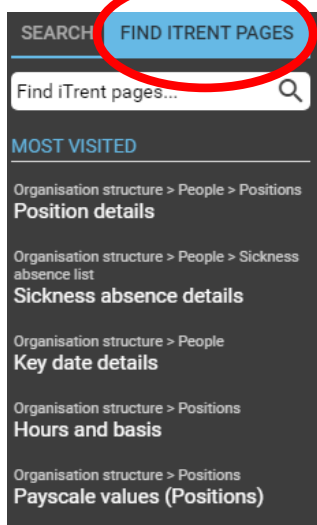 SEARCH FIND ITRENT PAGES
Find iTrent pages...
MOST VISITED
Organisation structure > People > Positions
Position details
Organisation structure > People > Sickness
absence list
Sickness absence details
Organisation structure > People
Key date details
Organisation structure > Positions
Hours and basis
Organisation structure > Positions
Payscale values (Positions)